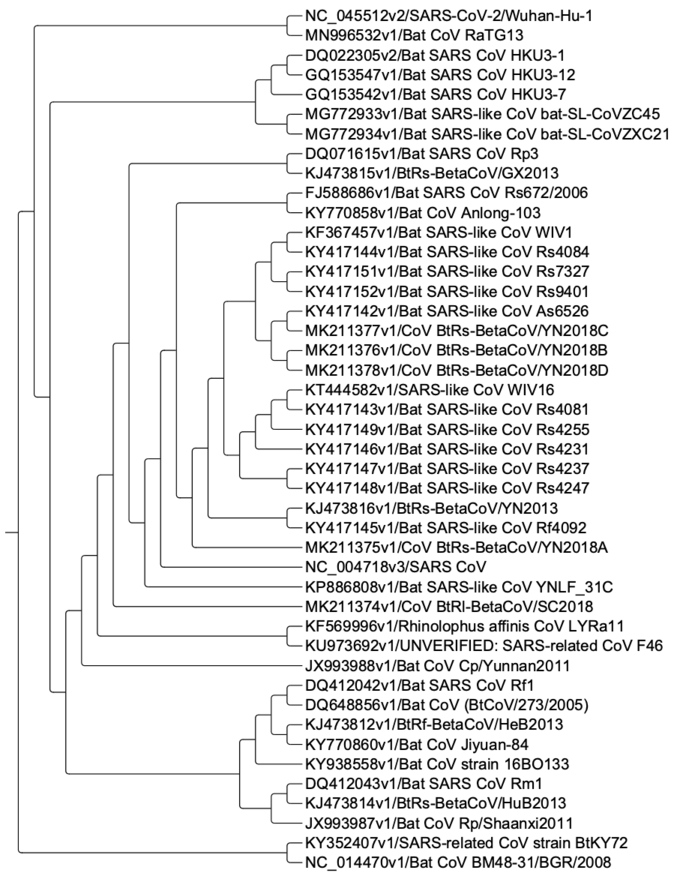 NC_045512v2/SARS-CoV-2/Wuhan-Hu-1
MN996532v1/Bat CoV RaTG13
DQ022305v2/Bat SARS CoV HKU3-1
GQ153547v1/Bat SARS CoV HKU3-12
GQ153542v1/Bat SARS CoV HKU3-7
MG772933v1/Bat SARS-like CoV bat-SL-CoVZC45
MG772934v1/Bat SARS-like CoV bat-SL-CoVZXC21
DQ071615v1/Bat SARS CoV Rp3
KJ473815v1/BtRs-BetaCoV/GX2013
FJ588686v1/Bat SARS CoV Rs672/2006
KY770858v1/Bat CoV Anlong-103
KF367457v1/Bat SARS-like CoV WIV1
KY417144v1/Bat SARS-like CoV Rs4084
KY417151v1/Bat SARS-like CoV Rs7327
KY417152v1/Bat SARS-like CoV Rs9401
KY417142v1/Bat SARS-like CoV As6526
MK211377v1/CoV BtRs-BetaCoV/YN2018C
MK211376v1/CoV BtRs-BetaCoV/YN2018B
MK211378v1/CoV BtRs-BetaCoV/YN2018D
KT444582v1/SARS-like CoV WIV16
KY417143v1/Bat SARS-like CoV Rs4081
KY417149v1/Bat SARS-like CoV Rs4255
KY417146v1/Bat SARS-like CoV Rs4231
KY417147v1/Bat SARS-like CoV Rs4237
KY417148v1/Bat SARS-like CoV Rs4247
KJ473816v1/BtRs-BetaCoV/YN2013
KY417145v1/Bat SARS-like CoV Rf4092
MK211375v1/CoV BtRs-BetaCoV/YN2018A
NC_004718v3/SARS CoV
KP886808v1/Bat SARS-like CoV YNLF_31C
MK211374v1/CoV BtRl-BetaCoV/SC2018
KF569996v1/Rhinolophus affinis CoV LYRa11
KU973692v1/UNVERIFIED: SARS-related CoV F46
JX993988v1/Bat CoV Cp/Yunnan2011
DQ412042v1/Bat SARS CoV Rf1
DQ648856v1/Bat CoV (BtCoV/273/2005)
KJ473812v1/BtRf-BetaCoV/HeB2013
KY770860v1/Bat CoV Jiyuan-84
KY938558v1/Bat CoV strain 16BO133
DQ412043v1/Bat SARS CoV Rm1
KJ473814v1/BtRs-BetaCoV/HuB2013
JX993987v1/Bat CoV Rp/Shaanxi2011
KY352407v1/SARS-related CoV strain BtKY72
NC_014470v1/Bat CoV BM48-31/BGR/2008